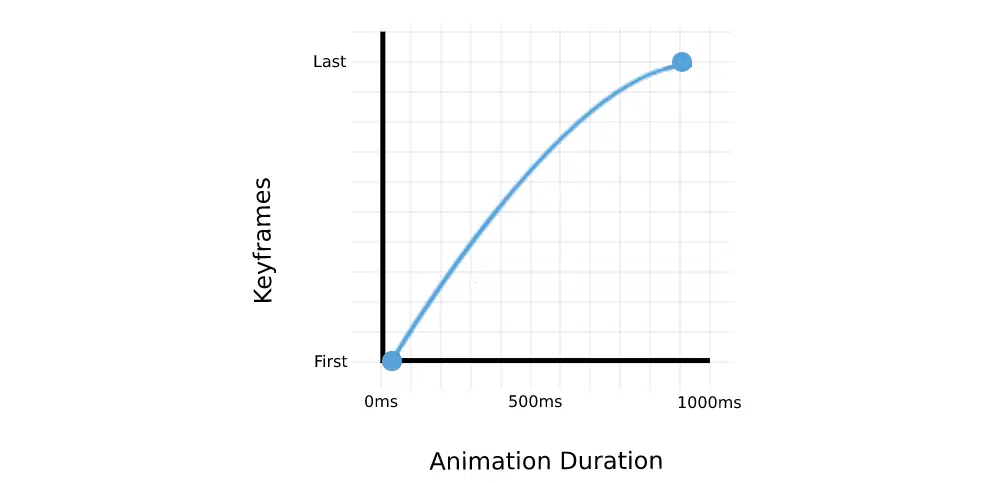 Last
Keyframes
First
0ms
500ms
1000ms
Animation Duration